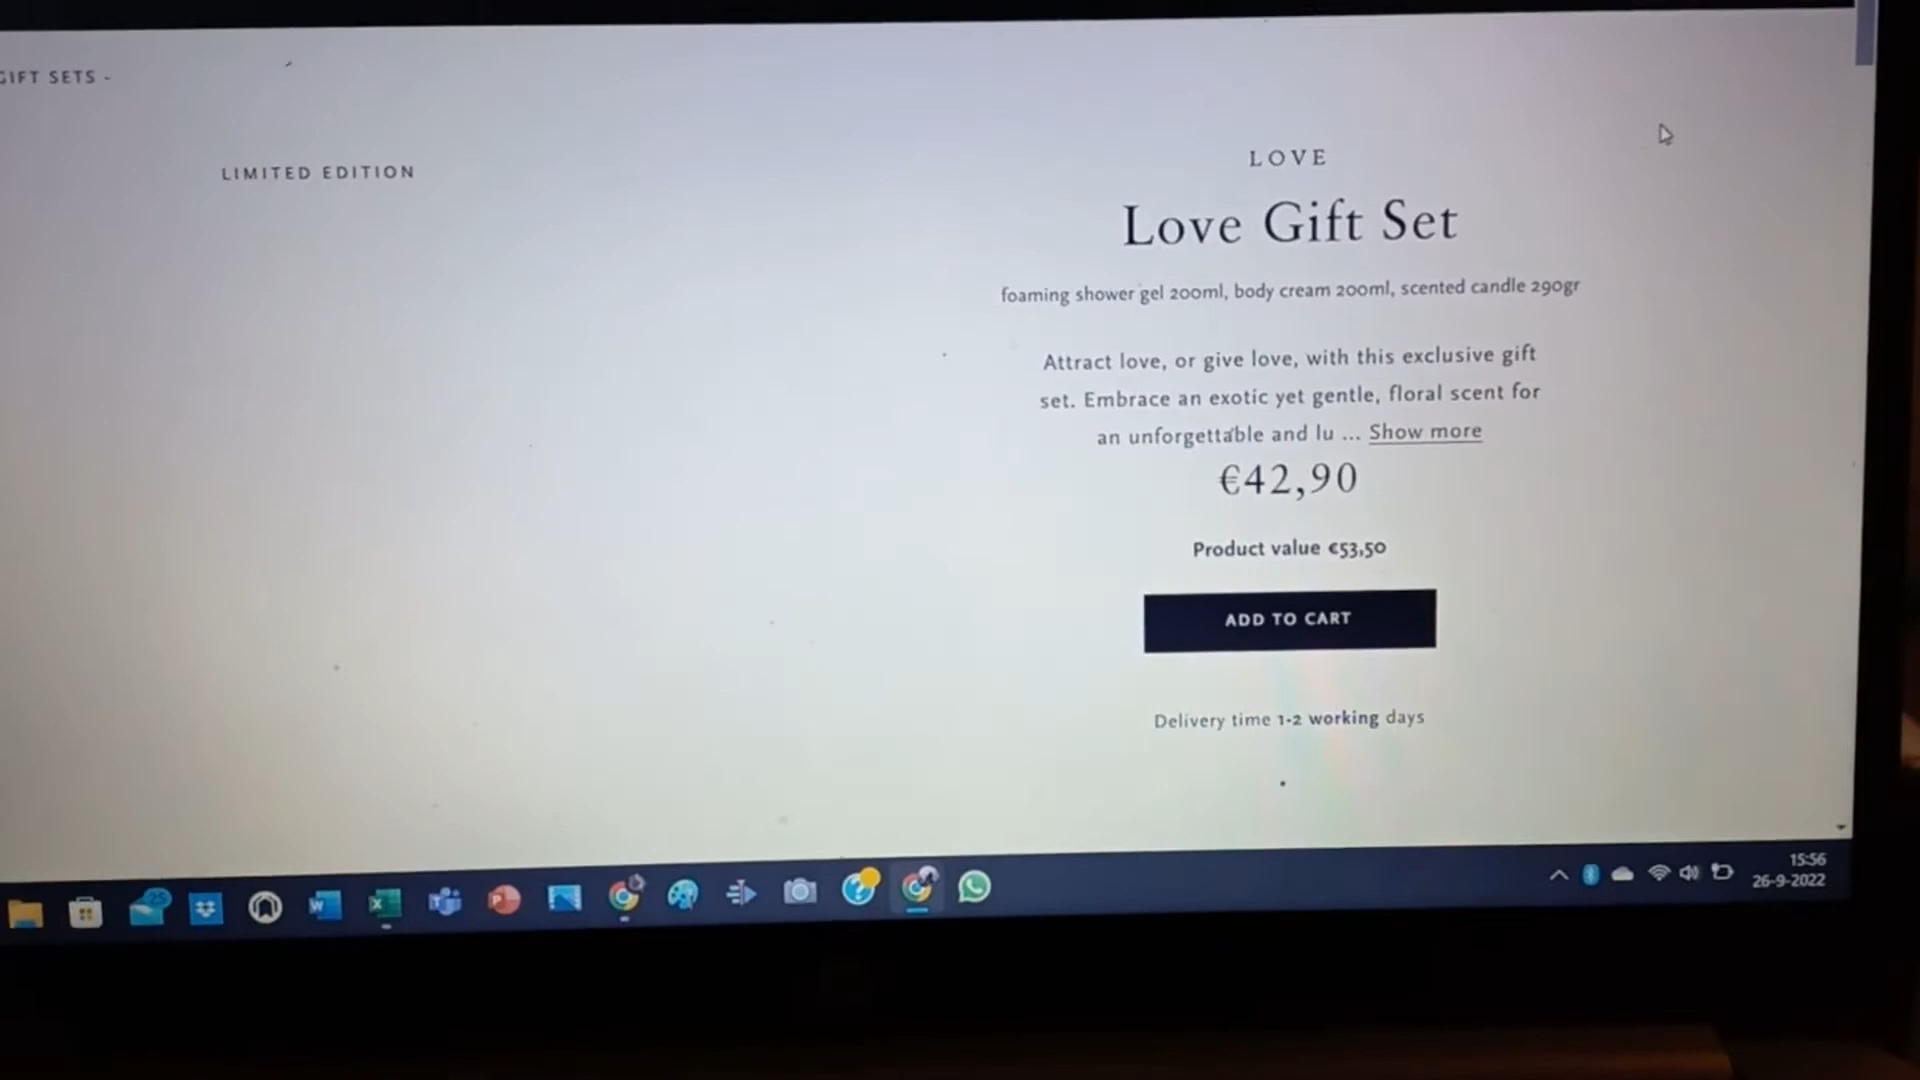 GIFT SETS -
LIMITED EDITION
LOVE
Love Gift Set
foaming shower gel 200ml, body cream 200ml, scented candle 290gr
Attract love, or give love, with this exclusive gift
set. Embrace an exotic yet gentle, floral scent for
an unforgettable and lu ... Show more
€42,90
Product value €53,50
ADD TO CART
Delivery time 1-2 working days
15:56
26-9-2022